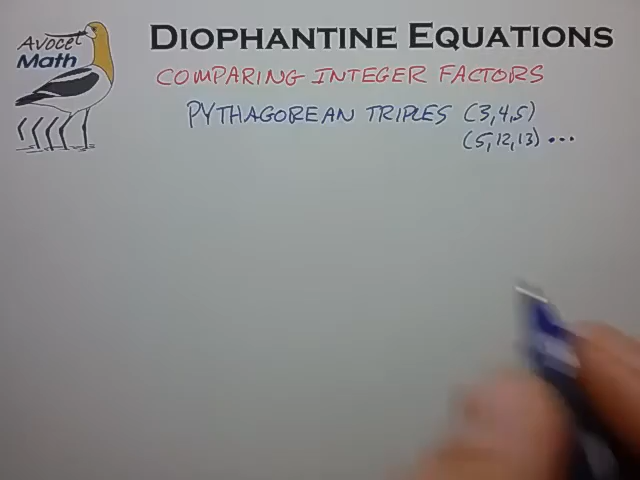 Avocet
Math
DIOPHANTINE EQUATIONS
COMPARING INTEGER FACTORS
PYTHAGOREAN TRIPLES (3,4,5)
(5,12,13) •••